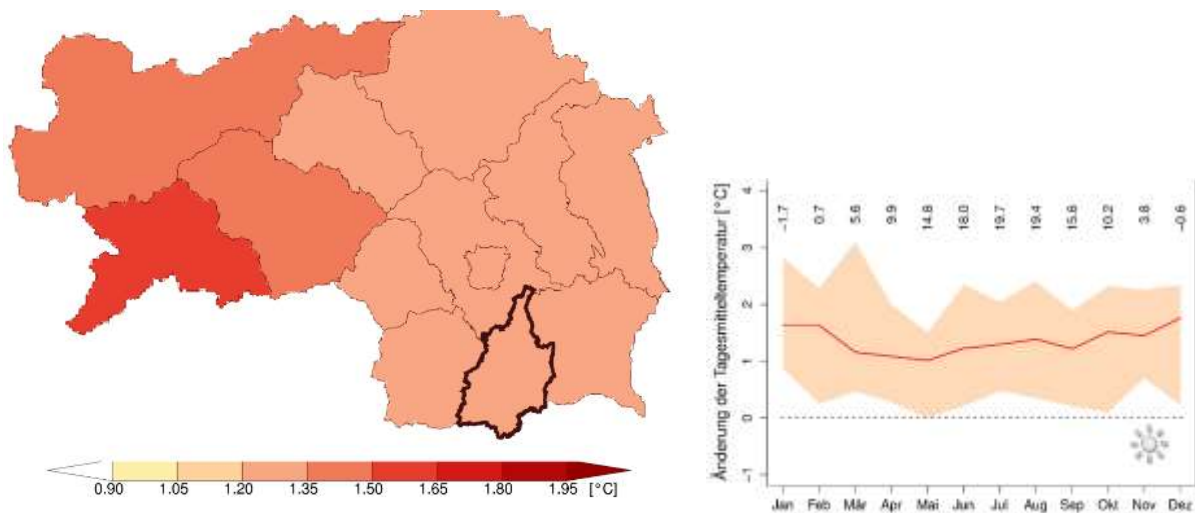 0.90 1.05 1.20 1.35 1.50 1.65 1.80 1.95 [°C]
Änderung der Tagesmitteltemperatur [°C]
4
3
2
1
0
−1
−1.7 0.7 5.6 9.9 14.6 18.0 19.7 19.4 15.6 10.2 3.8 −0.6
Jan Feb Mär Apr Mai Jun Jul Aug Sep Okt Nov Dez